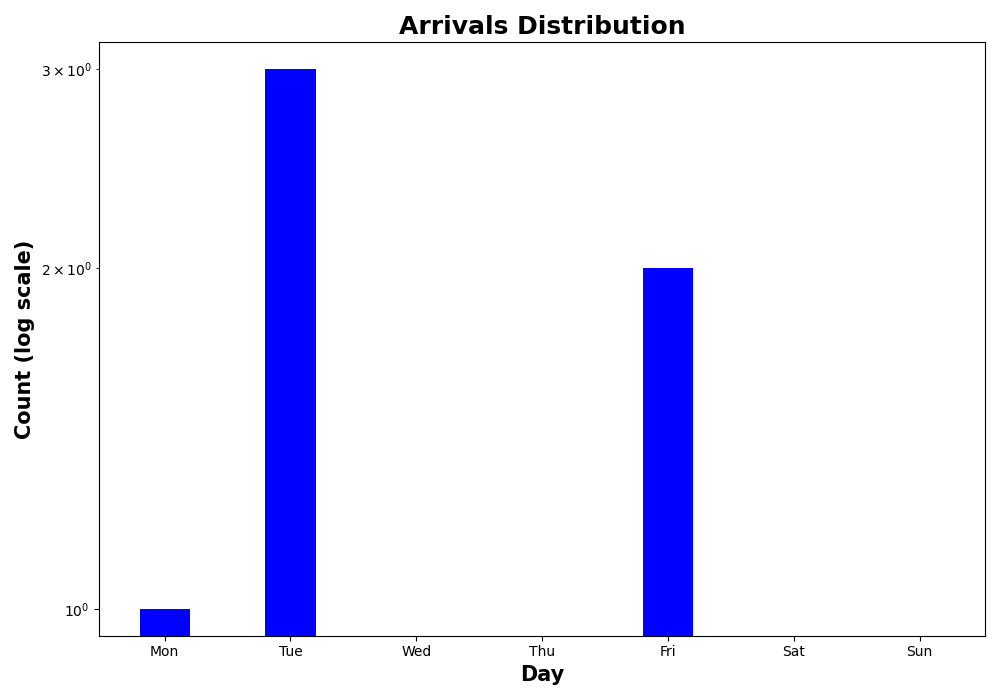 Arrivals Distribution
Count (log scale)
3 × 10⁰
2 × 10⁰
10⁰
Mon Tue Wed Thu Fri Sat Sun
Day